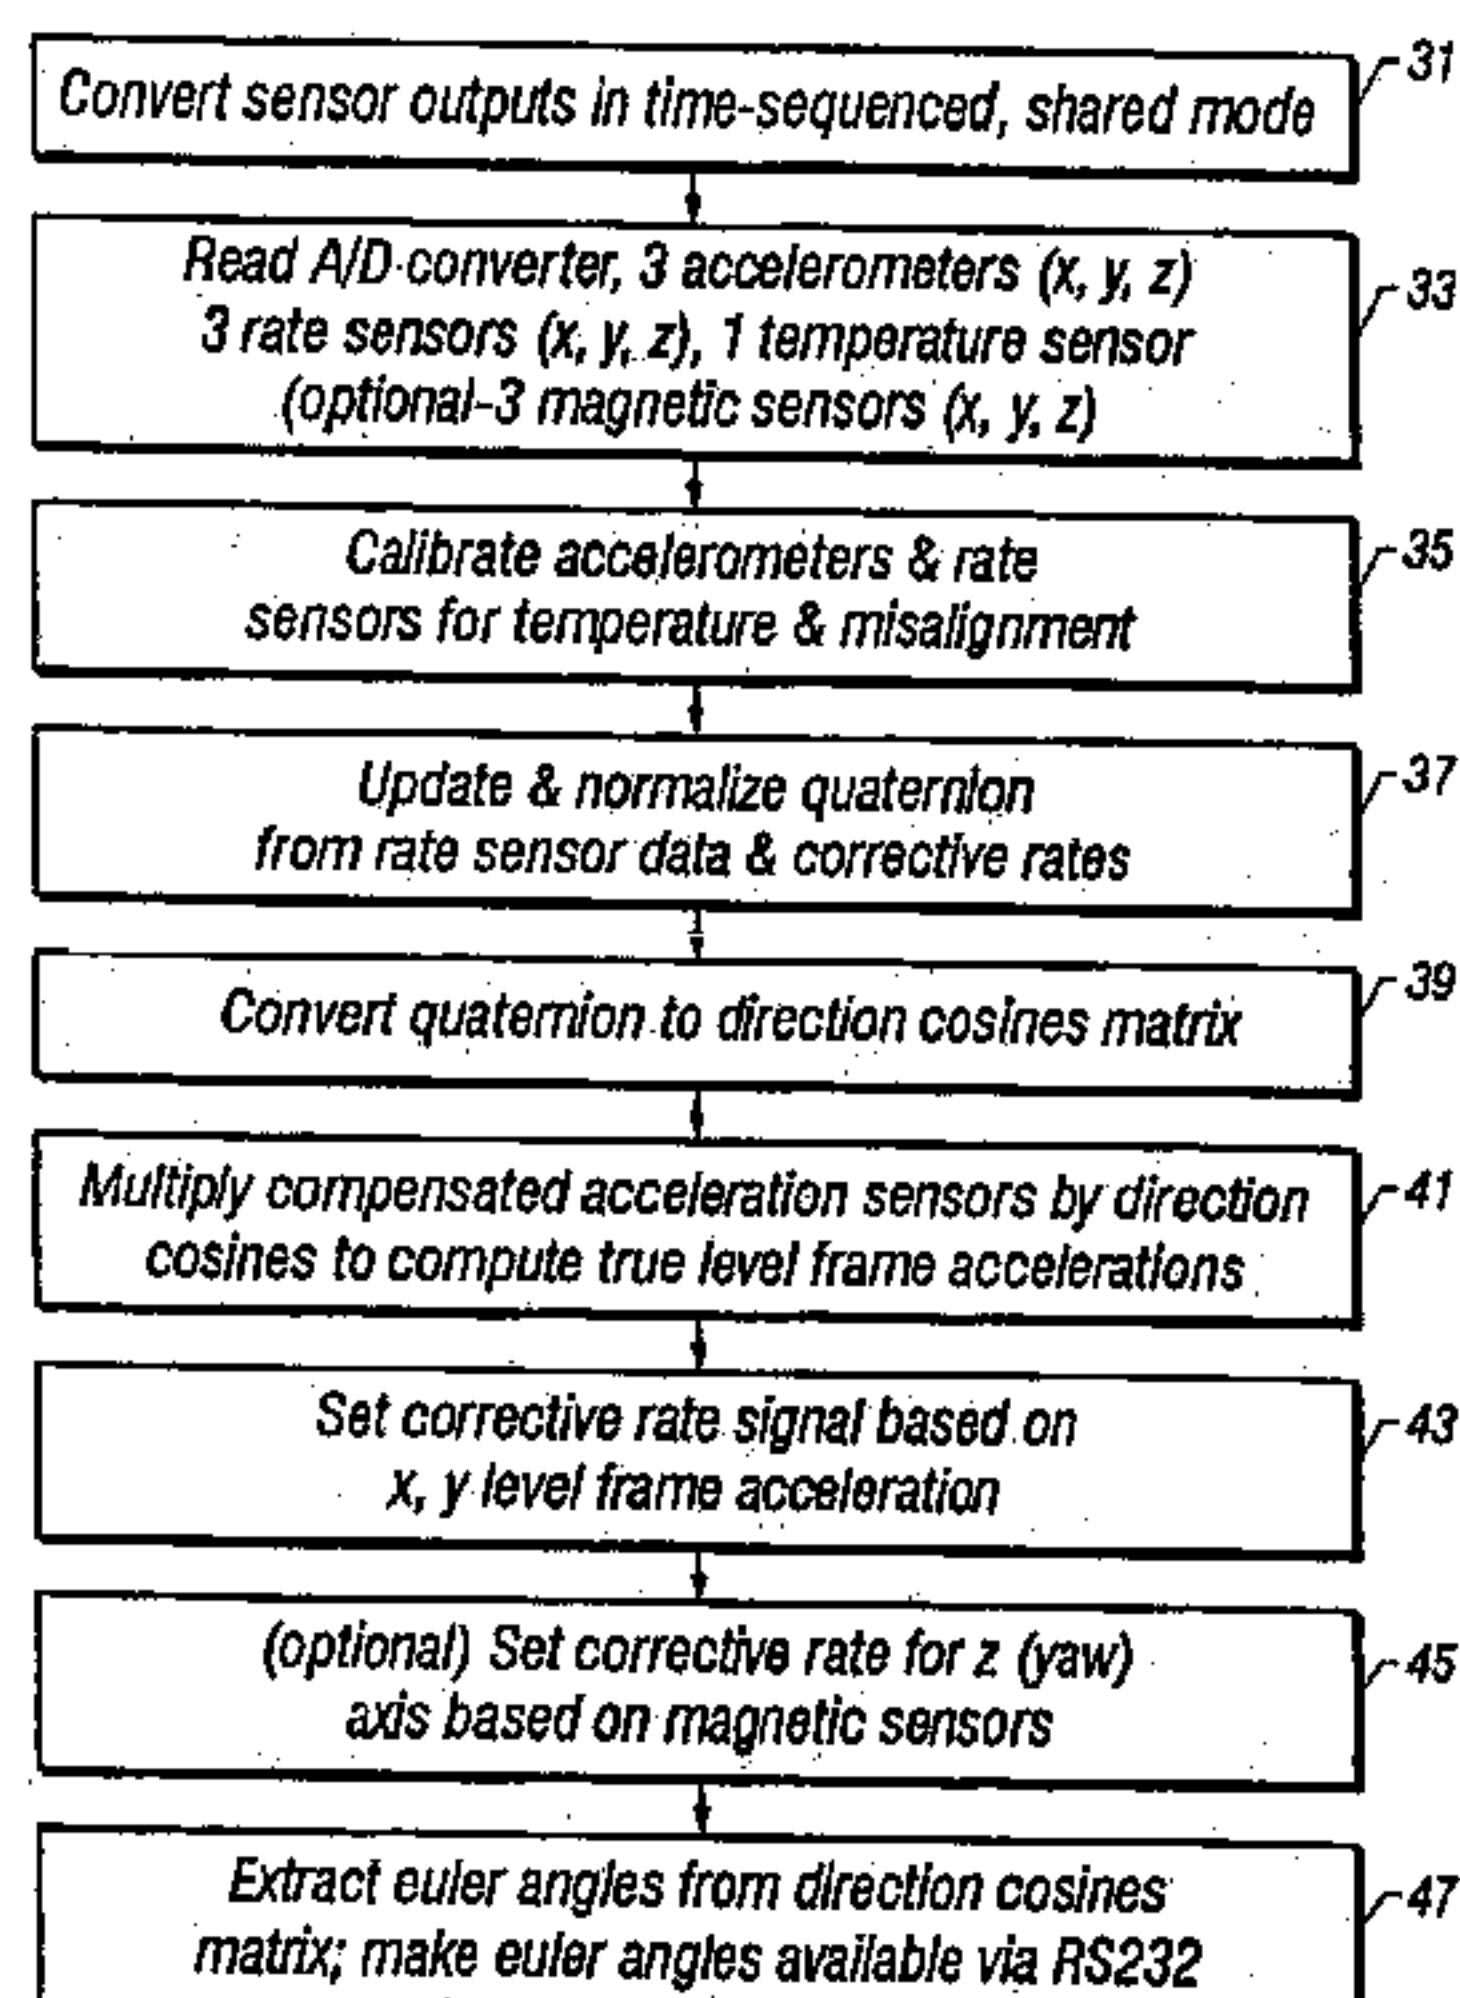 Convert sensor outputs in time-sequenced, shared mode
31
Read A/D converter, 3 accelerometers (x, y, z)
3 rate sensors (x, y, z), 1 temperature sensor
(optional-3 magnetic sensors (x, y, z)
33
Calibrate accelerometers & rate
sensors for temperature & misalignment
35
Update & normalize quaternion
from rate sensor data & corrective rates
37
Convert quaternion to direction cosines matrix
39
Multiply compensated acceleration sensors by direction
cosines to compute true level frame accelerations
41
Set corrective rate signal based on
x, y level frame acceleration
43
(optional) Set corrective rate for z (yaw)
axis based on magnetic sensors
45
Extract euler angles from direction cosines
matrix; make euler angles available via RS232
47